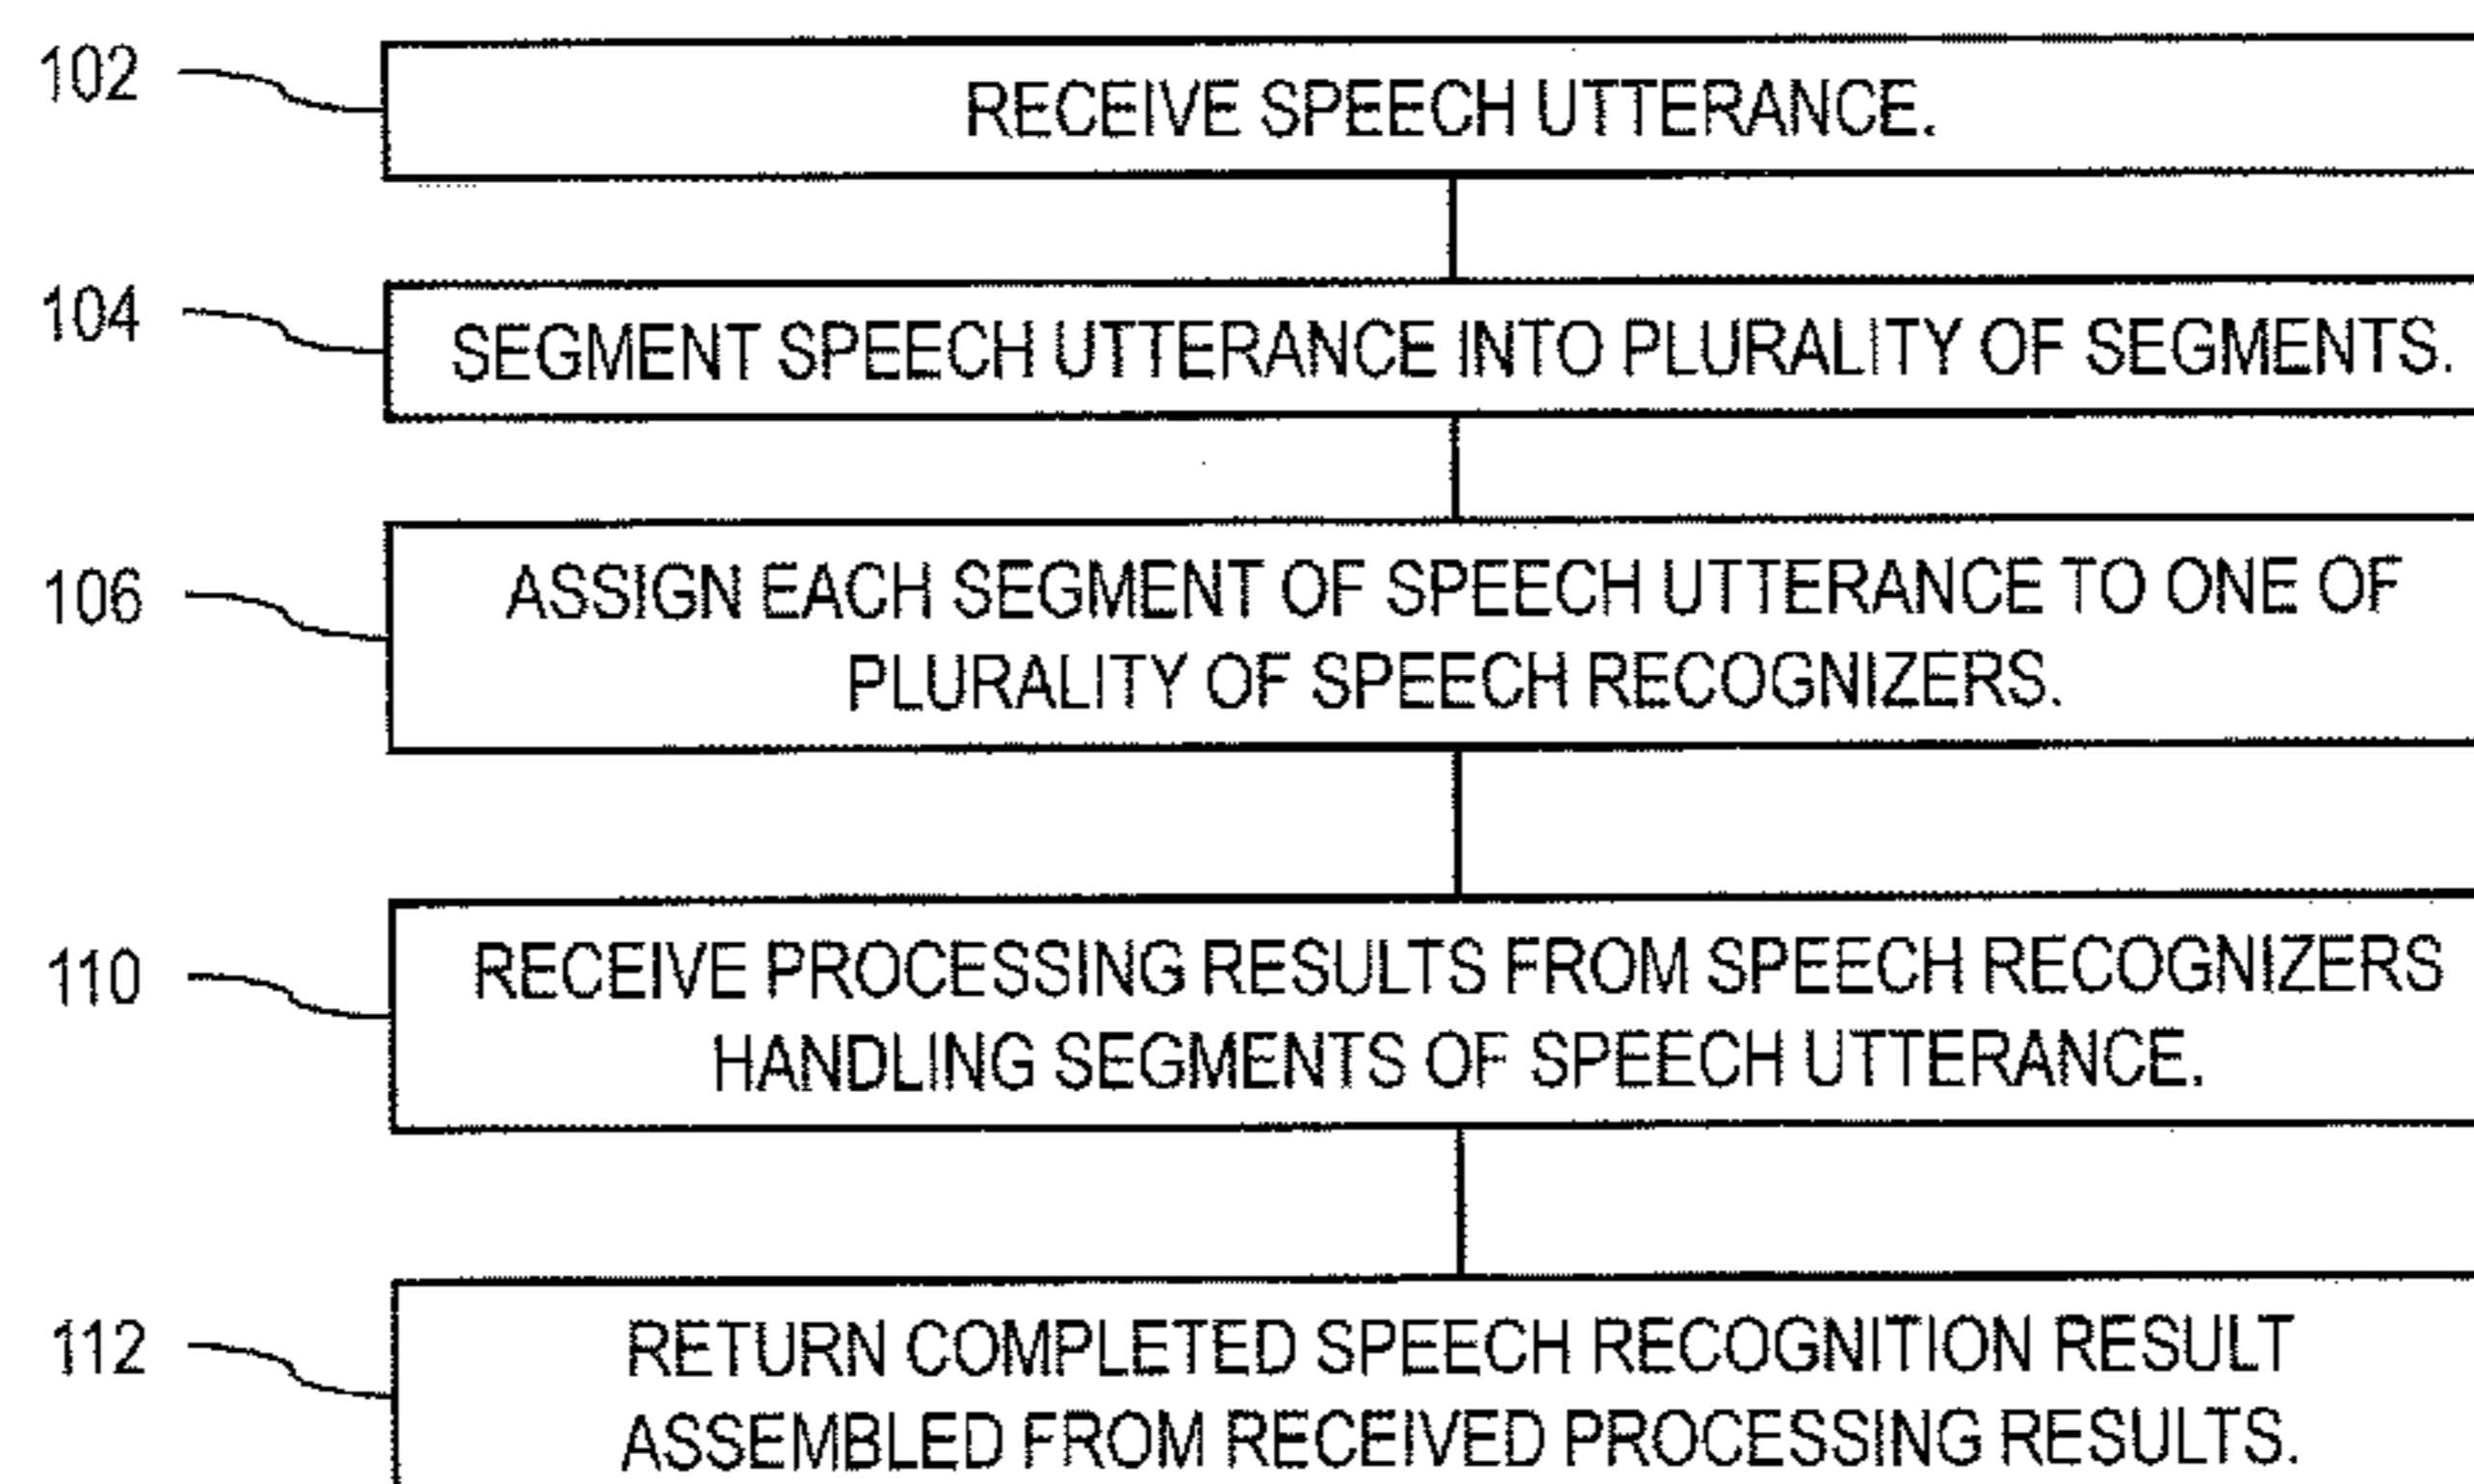 102
RECEIVE SPEECH UTTERANCE.
104
SEGMENT SPEECH UTTERANCE INTO PLURALITY OF SEGMENTS.
106
ASSIGN EACH SEGMENT OF SPEECH UTTERANCE TO ONE OF
PLURALITY OF SPEECH RECOGNIZERS.
110
RECEIVE PROCESSING RESULTS FROM SPEECH RECOGNIZERS
HANDLING SEGMENTS OF SPEECH UTTERANCE.
112
RETURN COMPLETED SPEECH RECOGNITION RESULT
ASSEMBLED FROM RECEIVED PROCESSING RESULTS.